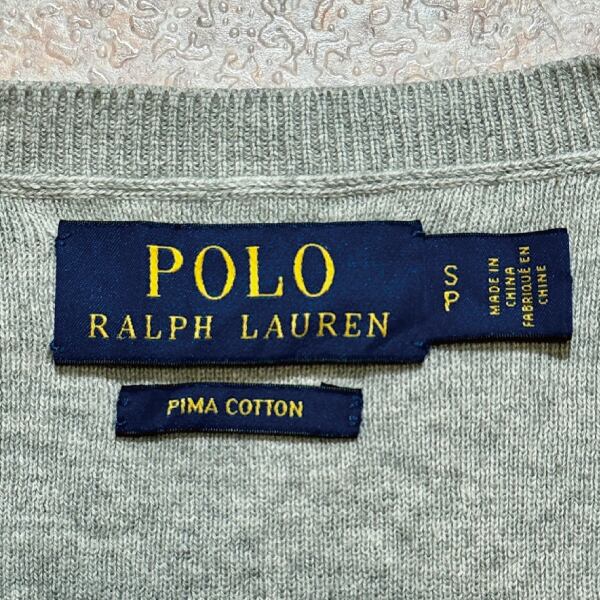 POLO
RALPH LAUREN
S
P
MADE IN
CHINA
FABRIQUÉ EN
CHINE
PIMA COTTON